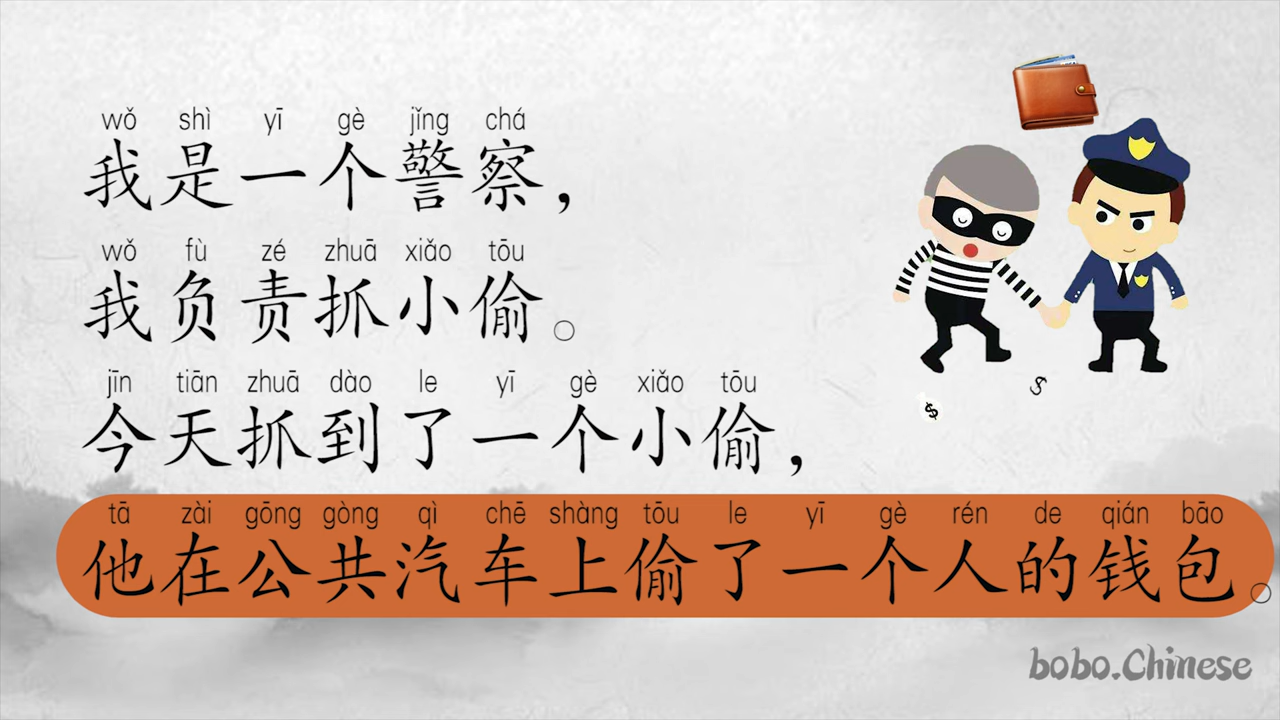 wǒ shì yī gè jǐng chá
我是一个警察，
wǒ fù zé zhuā xiǎo tōu
我负责抓小偷。
jīn tiān zhuā dào le yī gè xiǎo tōu
今天抓到了一个小偷，
tā zài gōng gòng qì chē shàng tōu le yī gè rén de qián bāo
他在公共汽车上偷了一个人的钱包。
bobo.Chinese